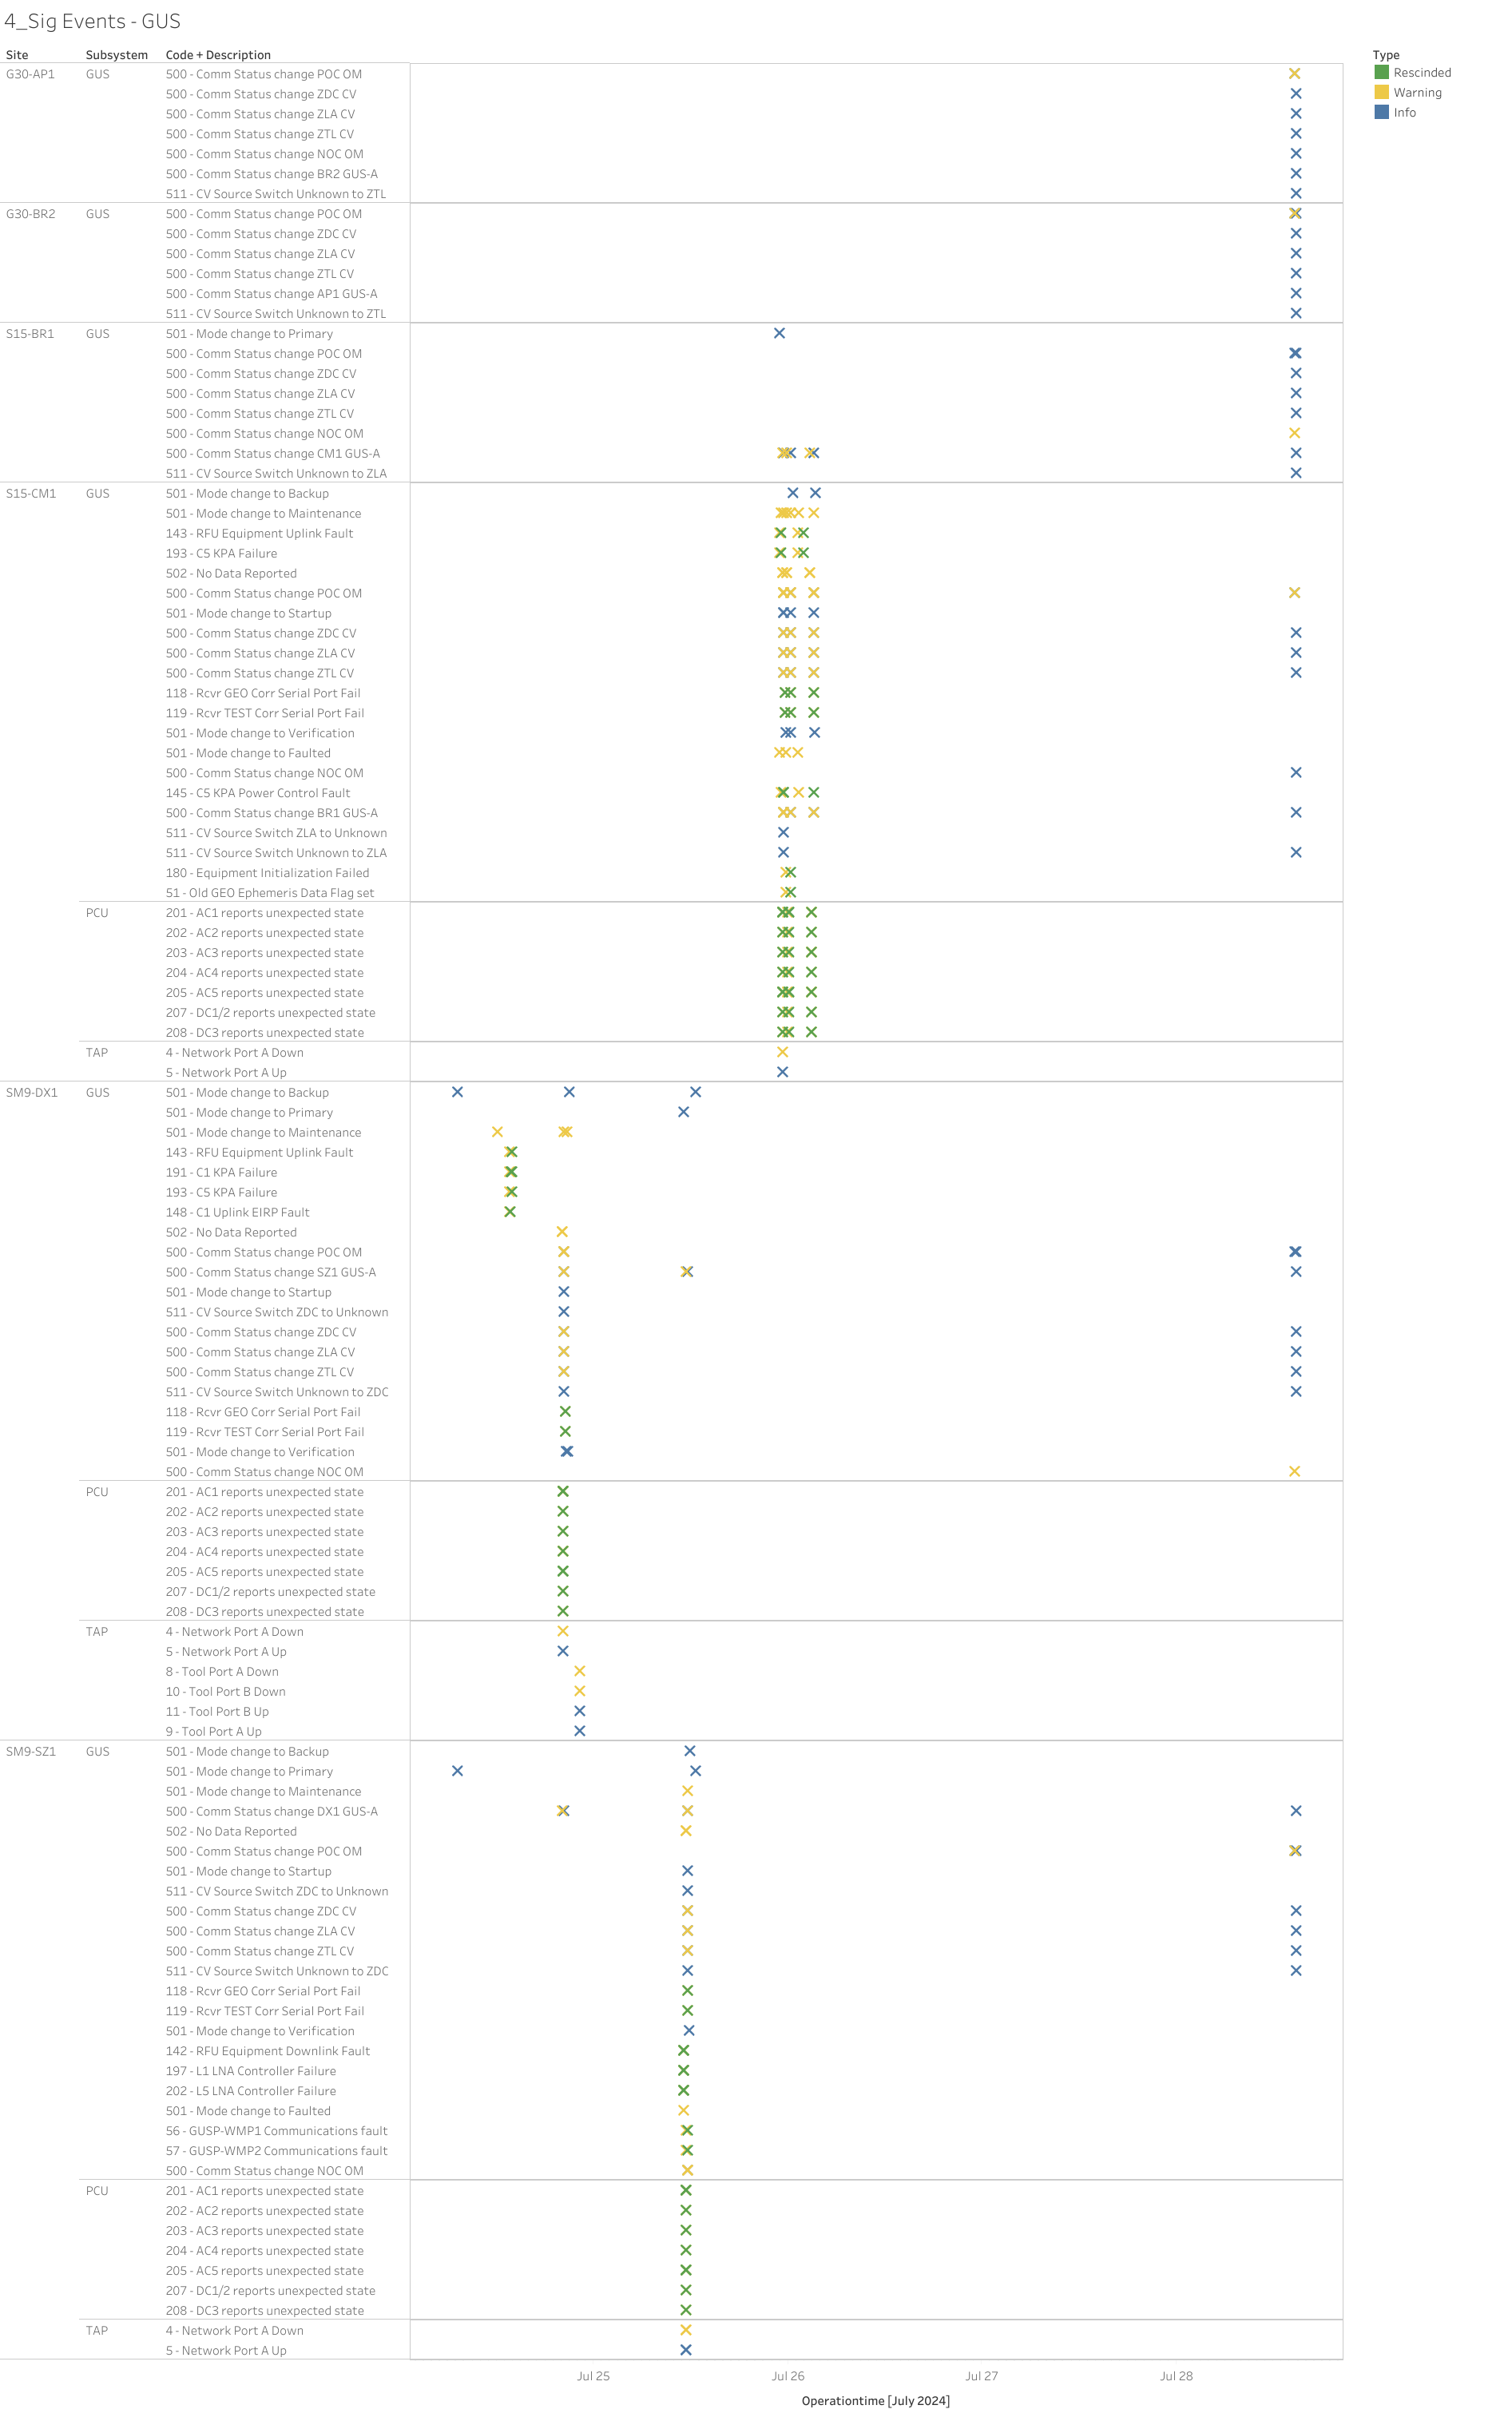 4_Sig Events - GUS
Site Subsystem Code + Description Type
G30-AP1 GUS 500 - Comm Status change POC OM Rescinded
500 - Comm Status change ZDC CV Warning
500 - Comm Status change ZLA CV Info
500 - Comm Status change ZTL CV
500 - Comm Status change NOC OM
500 - Comm Status change BR2 GUS-A
511 - CV Source Switch Unknown to ZTL
G30-BR2 GUS 500 - Comm Status change POC OM
500 - Comm Status change ZDC CV
500 - Comm Status change ZLA CV
500 - Comm Status change ZTL CV
500 - Comm Status change AP1 GUS-A
511 - CV Source Switch Unknown to ZTL
S15-BR1 GUS 501 - Mode change to Primary
500 - Comm Status change POC OM
500 - Comm Status change ZDC CV
500 - Comm Status change ZLA CV
500 - Comm Status change ZTL CV
500 - Comm Status change NOC OM
500 - Comm Status change CM1 GUS-A
511 - CV Source Switch Unknown to ZLA
S15-CM1 GUS 501 - Mode change to Backup
501 - Mode change to Maintenance
143 - RFU Equipment Uplink Fault
193 - C5 KPA Failure
502 - No Data Reported
500 - Comm Status change POC OM
501 - Mode change to Startup
500 - Comm Status change ZDC CV
500 - Comm Status change ZLA CV
500 - Comm Status change ZTL CV
118 - Rcvr GEO Corr Serial Port Fail
119 - Rcvr TEST Corr Serial Port Fail
501 - Mode change to Verification
501 - Mode change to Faulted
500 - Comm Status change NOC OM
145 - C5 KPA Power Control Fault
500 - Comm Status change BR1 GUS-A
511 - CV Source Switch ZLA to Unknown
511 - CV Source Switch Unknown to ZLA
180 - Equipment Initialization Failed
51 - Old GEO Ephemeris Data Flag set
PCU 201 - AC1 reports unexpected state
202 - AC2 reports unexpected state
203 - AC3 reports unexpected state
204 - AC4 reports unexpected state
205 - AC5 reports unexpected state
207 - DC1/2 reports unexpected state
208 - DC3 reports unexpected state
TAP 4 - Network Port A Down
5 - Network Port A Up
SM9-DX1 GUS 501 - Mode change to Backup
501 - Mode change to Primary
501 - Mode change to Maintenance
143 - RFU Equipment Uplink Fault
191 - C1 KPA Failure
193 - C5 KPA Failure
148 - C1 Uplink EIRP Fault
502 - No Data Reported
500 - Comm Status change POC OM
500 - Comm Status change SZ1 GUS-A
501 - Mode change to Startup
511 - CV Source Switch ZDC to Unknown
500 - Comm Status change ZDC CV
500 - Comm Status change ZLA CV
500 - Comm Status change ZTL CV
511 - CV Source Switch Unknown to ZDC
118 - Rcvr GEO Corr Serial Port Fail
119 - Rcvr TEST Corr Serial Port Fail
501 - Mode change to Verification
500 - Comm Status change NOC OM
PCU 201 - AC1 reports unexpected state
202 - AC2 reports unexpected state
203 - AC3 reports unexpected state
204 - AC4 reports unexpected state
205 - AC5 reports unexpected state
207 - DC1/2 reports unexpected state
208 - DC3 reports unexpected state
TAP 4 - Network Port A Down
5 - Network Port A Up
8 - Tool Port A Down
10 - Tool Port B Down
11 - Tool Port B Up
9 - Tool Port A Up
SM9-SZ1 GUS 501 - Mode change to Backup
501 - Mode change to Primary
501 - Mode change to Maintenance
500 - Comm Status change DX1 GUS-A
502 - No Data Reported
500 - Comm Status change POC OM
501 - Mode change to Startup
511 - CV Source Switch ZDC to Unknown
500 - Comm Status change ZDC CV
500 - Comm Status change ZLA CV
500 - Comm Status change ZTL CV
511 - CV Source Switch Unknown to ZDC
118 - Rcvr GEO Corr Serial Port Fail
119 - Rcvr TEST Corr Serial Port Fail
501 - Mode change to Verification
142 - RFU Equipment Downlink Fault
197 - L1 LNA Controller Failure
202 - L5 LNA Controller Failure
501 - Mode change to Faulted
56 - GUSP-WMP1 Communications fault
57 - GUSP-WMP2 Communications fault
500 - Comm Status change NOC OM
PCU 201 - AC1 reports unexpected state
202 - AC2 reports unexpected state
203 - AC3 reports unexpected state
204 - AC4 reports unexpected state
205 - AC5 reports unexpected state
207 - DC1/2 reports unexpected state
208 - DC3 reports unexpected state
TAP 4 - Network Port A Down
5 - Network Port A Up
Jul 25 Jul 26 Jul 27 Jul 28
Operationtime [July 2024]